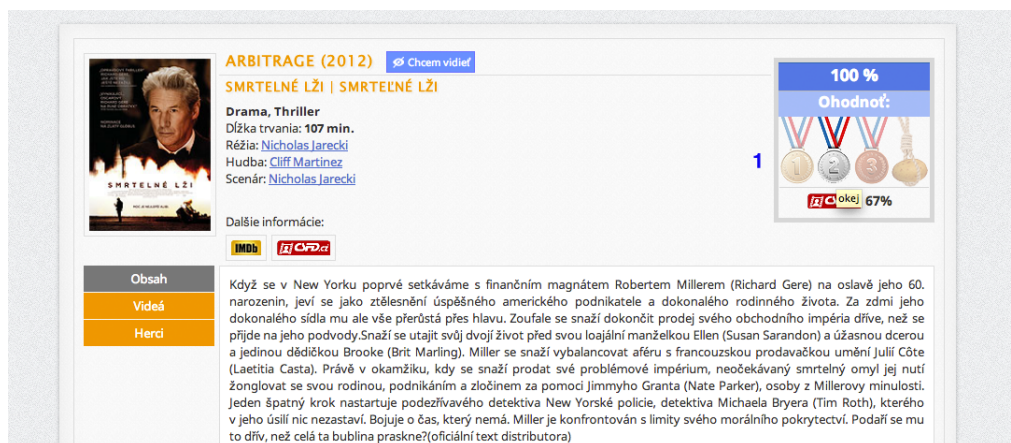 ARBITRAGE (2012)
Chcem vidieť
SMRTELNÉ LŽI | SMRTEĽNÉ LŽI
Drama, Thriller
Dĺžka trvania: 107 min.
Réžia: Nicholas Jarecki
Hudba: Cliff Martinez
Scenár: Nicholas Jarecki
Dalšie informácie:
IMDb
ČSFD.cz
SMRTELNÉ LŽI
1
100 %
Ohodnoť:
1
2
3
okej
67%
Obsah
Videá
Herci
Když se v New Yorku poprvé setkáváme s finančním magnátem Robertem Millerem (Richard Gere) na oslavě jeho 60.
narozenin, jeví se jako ztělesnění úspěšného amerického podnikatele a dokonalého rodinného života. Za zdmi jeho
dokonalého sídla mu ale vše přerůstá přes hlavu. Zoufale se snaží dokončit prodej svého obchodního impéria dříve, než se
přijde na jeho podvody.Snaží se utajit svůj dvojí život před svou loajální manželkou Ellen (Susan Sarandon) a úžasnou dcerou
a jedinou dědičkou Brooke (Brit Marling). Miller se snaží vybalancovat aféru s francouzskou prodavačkou umění Julií Côte
(Laetitia Casta). Právě v okamžiku, kdy se snaží prodat své problémové impérium, neočekávaný smrtelný omyl jej nutí
žonglovat se svou rodinou, podnikáním a zločinem za pomoci Jimmyho Granta (Nate Parker), osoby z Millerovy minulosti.
Jeden špatný krok nastartuje podezřívavého detektiva New Yorské policie, detektiva Michaela Bryera (Tim Roth), kterého
v jeho úsilí nic nezastaví. Bojuje o čas, který nemá. Miller je konfrontován s limity svého morálního pokrytectví. Podaří se mu
to dřív, než celá ta bublina praskne?(oficiální text distributora)